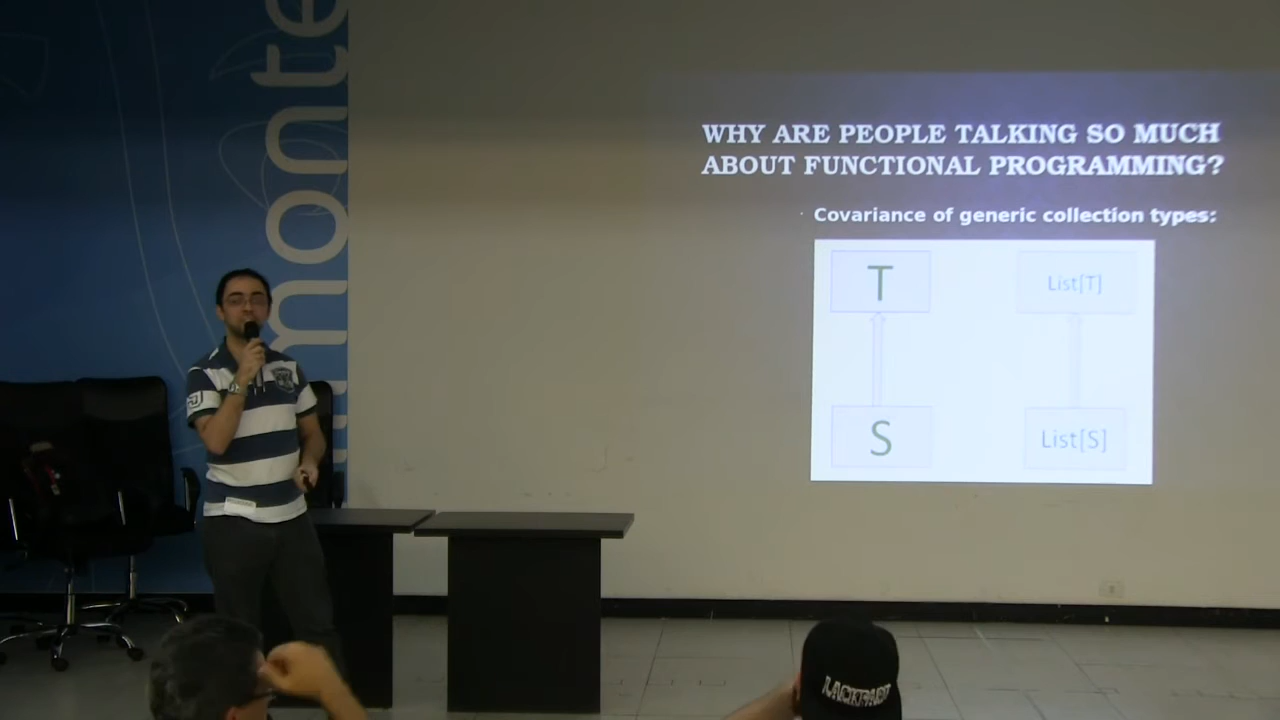 monte
WHY ARE PEOPLE TALKING SO MUCH
ABOUT FUNCTIONAL PROGRAMMING?
· Covariance of generic collection types:
T
List[T]
S
List[S]